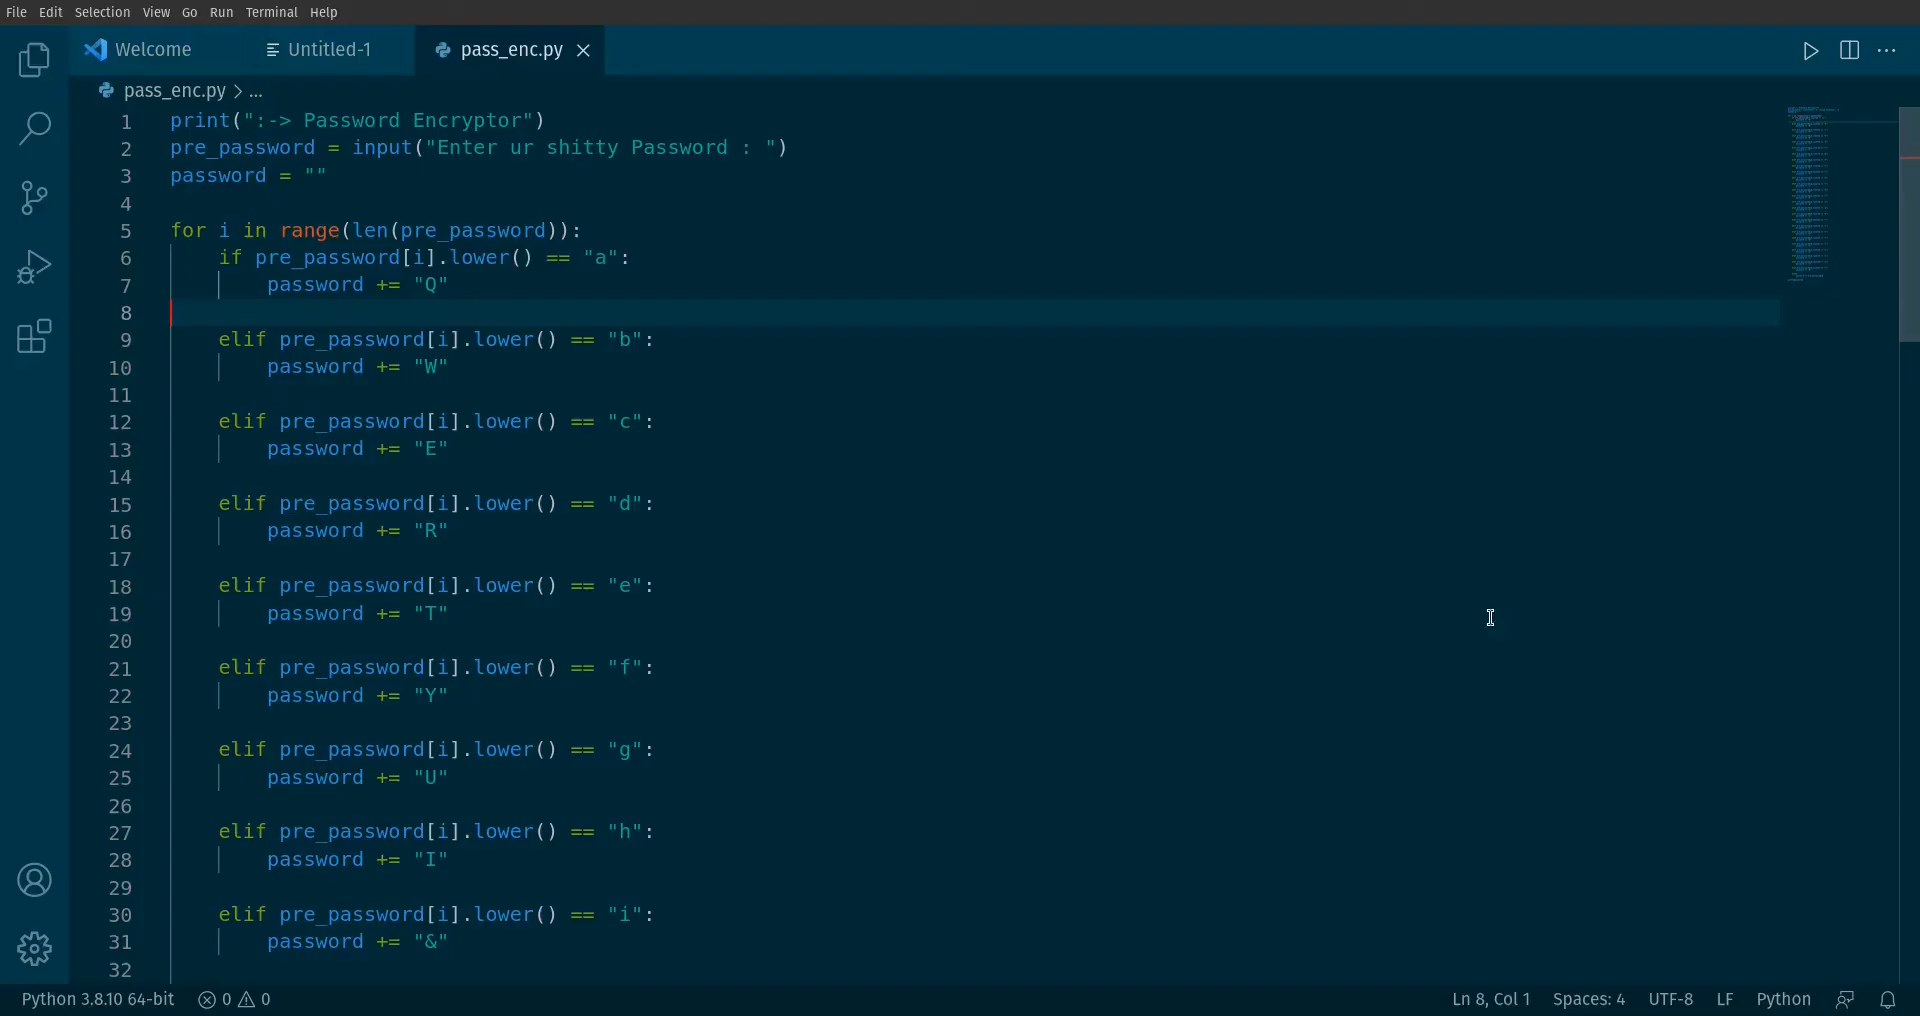 File Edit Selection View Go Run Terminal Help
Welcome Untitled-1 pass_enc.py
pass_enc.py > ...
1 print(":-> Password Encryptor")
2 pre_password = input("Enter ur shitty Password : ")
3 password = ""
4
5 for i in range(len(pre_password)):
6 if pre_password[i].lower() == "a":
7 password += "Q"
8
9 elif pre_password[i].lower() == "b":
10 password += "W"
11
12 elif pre_password[i].lower() == "c":
13 password += "E"
14
15 elif pre_password[i].lower() == "d":
16 password += "R"
17
18 elif pre_password[i].lower() == "e":
19 password += "T"
20
21 elif pre_password[i].lower() == "f":
22 password += "Y"
23
24 elif pre_password[i].lower() == "g":
25 password += "U"
26
27 elif pre_password[i].lower() == "h":
28 password += "I"
29
30 elif pre_password[i].lower() == "i":
31 password += "&"
32
Python 3.8.10 64-bit 0 0 Ln 8, Col 1 Spaces: 4 UTF-8 LF Python